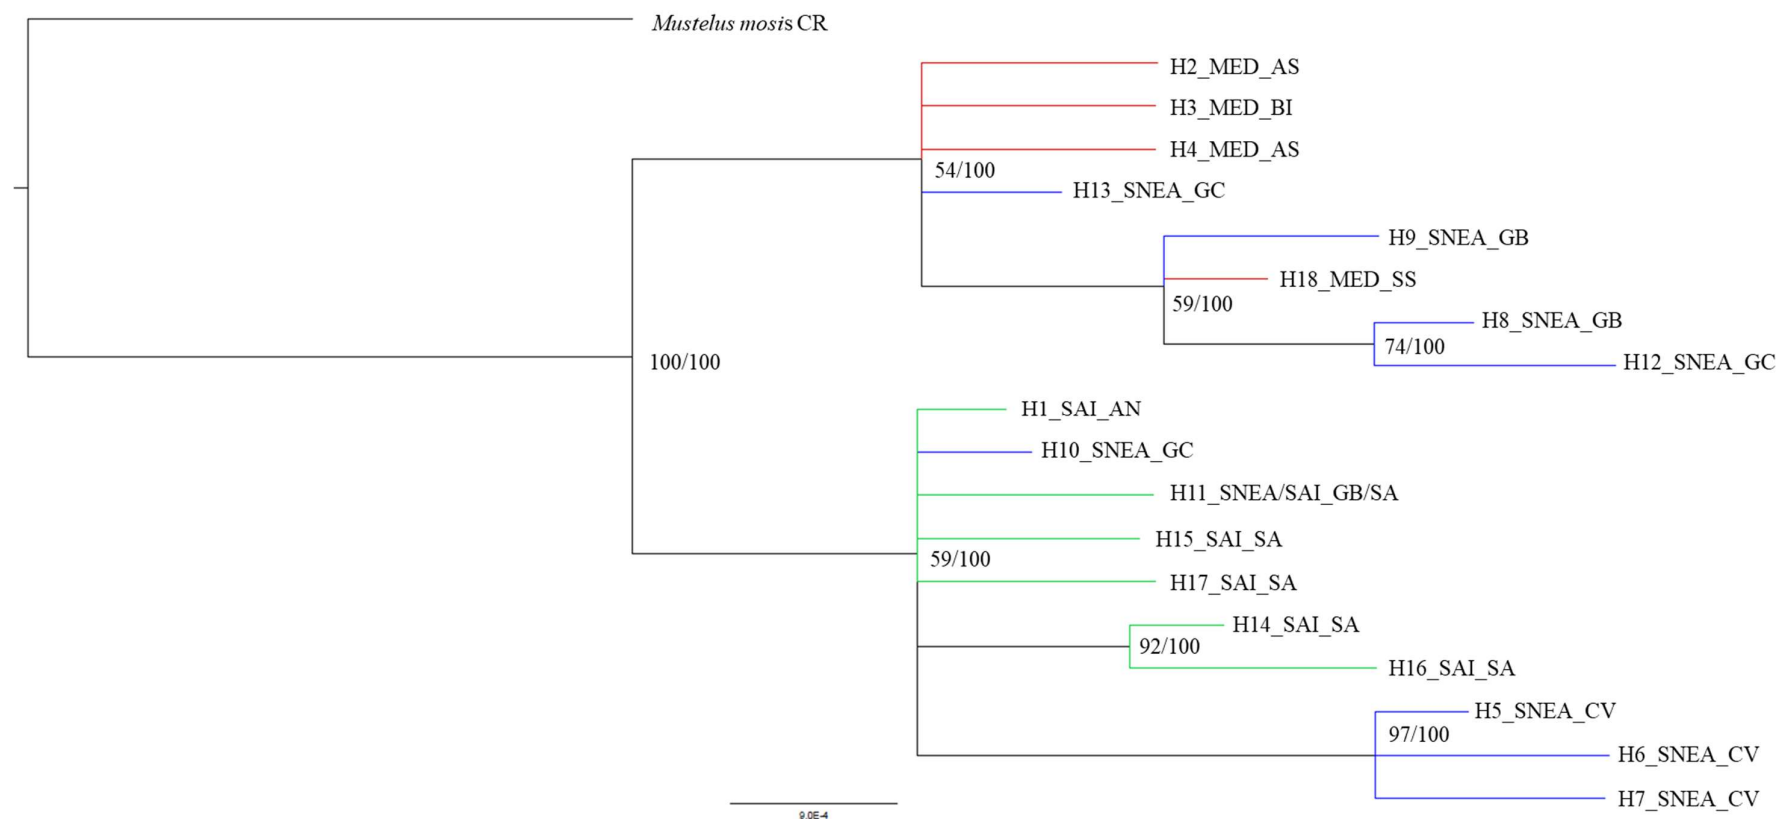 Mustelus mosis CR
H2_MED_AS
H3_MED_BI
H4_MED_AS
54/100
H13_SNEA_GC
H9_SNEA_GB
H18_MED_SS
59/100
H8_SNEA_GB
74/100
H12_SNEA_GC
100/100
H1_SAI_AN
H10_SNEA_GC
H11_SNEA/SAI_GB/SA
H15_SAI_SA
59/100
H17_SAI_SA
H14_SAI_SA
92/100
H16_SAI_SA
H5_SNEA_CV
97/100
H6_SNEA_CV
H7_SNEA_CV
9.0E-4